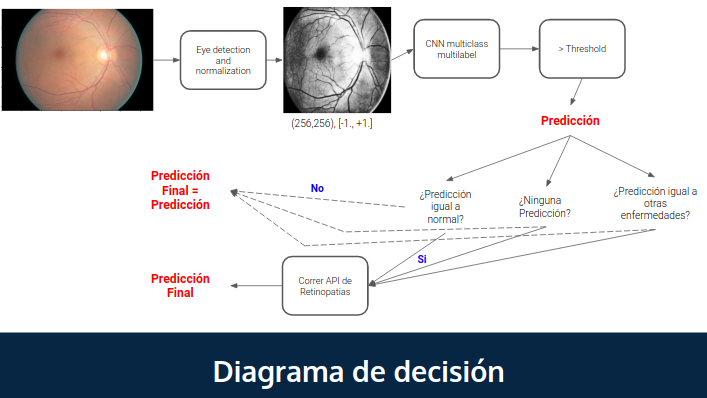 Eye detection
and
normalization
(256,256), [-1., +1.]
CNN multiclass
multilabel
> Threshold
Predicción
¿Predicción
igual a
normal?
¿Ninguna
Predicción?
¿Predicción igual a
otras
enfermedades?
No
Predicción
Final =
Predicción
Si
Correr API de
Retinopatías
Predicción
Final
Diagrama de decisión